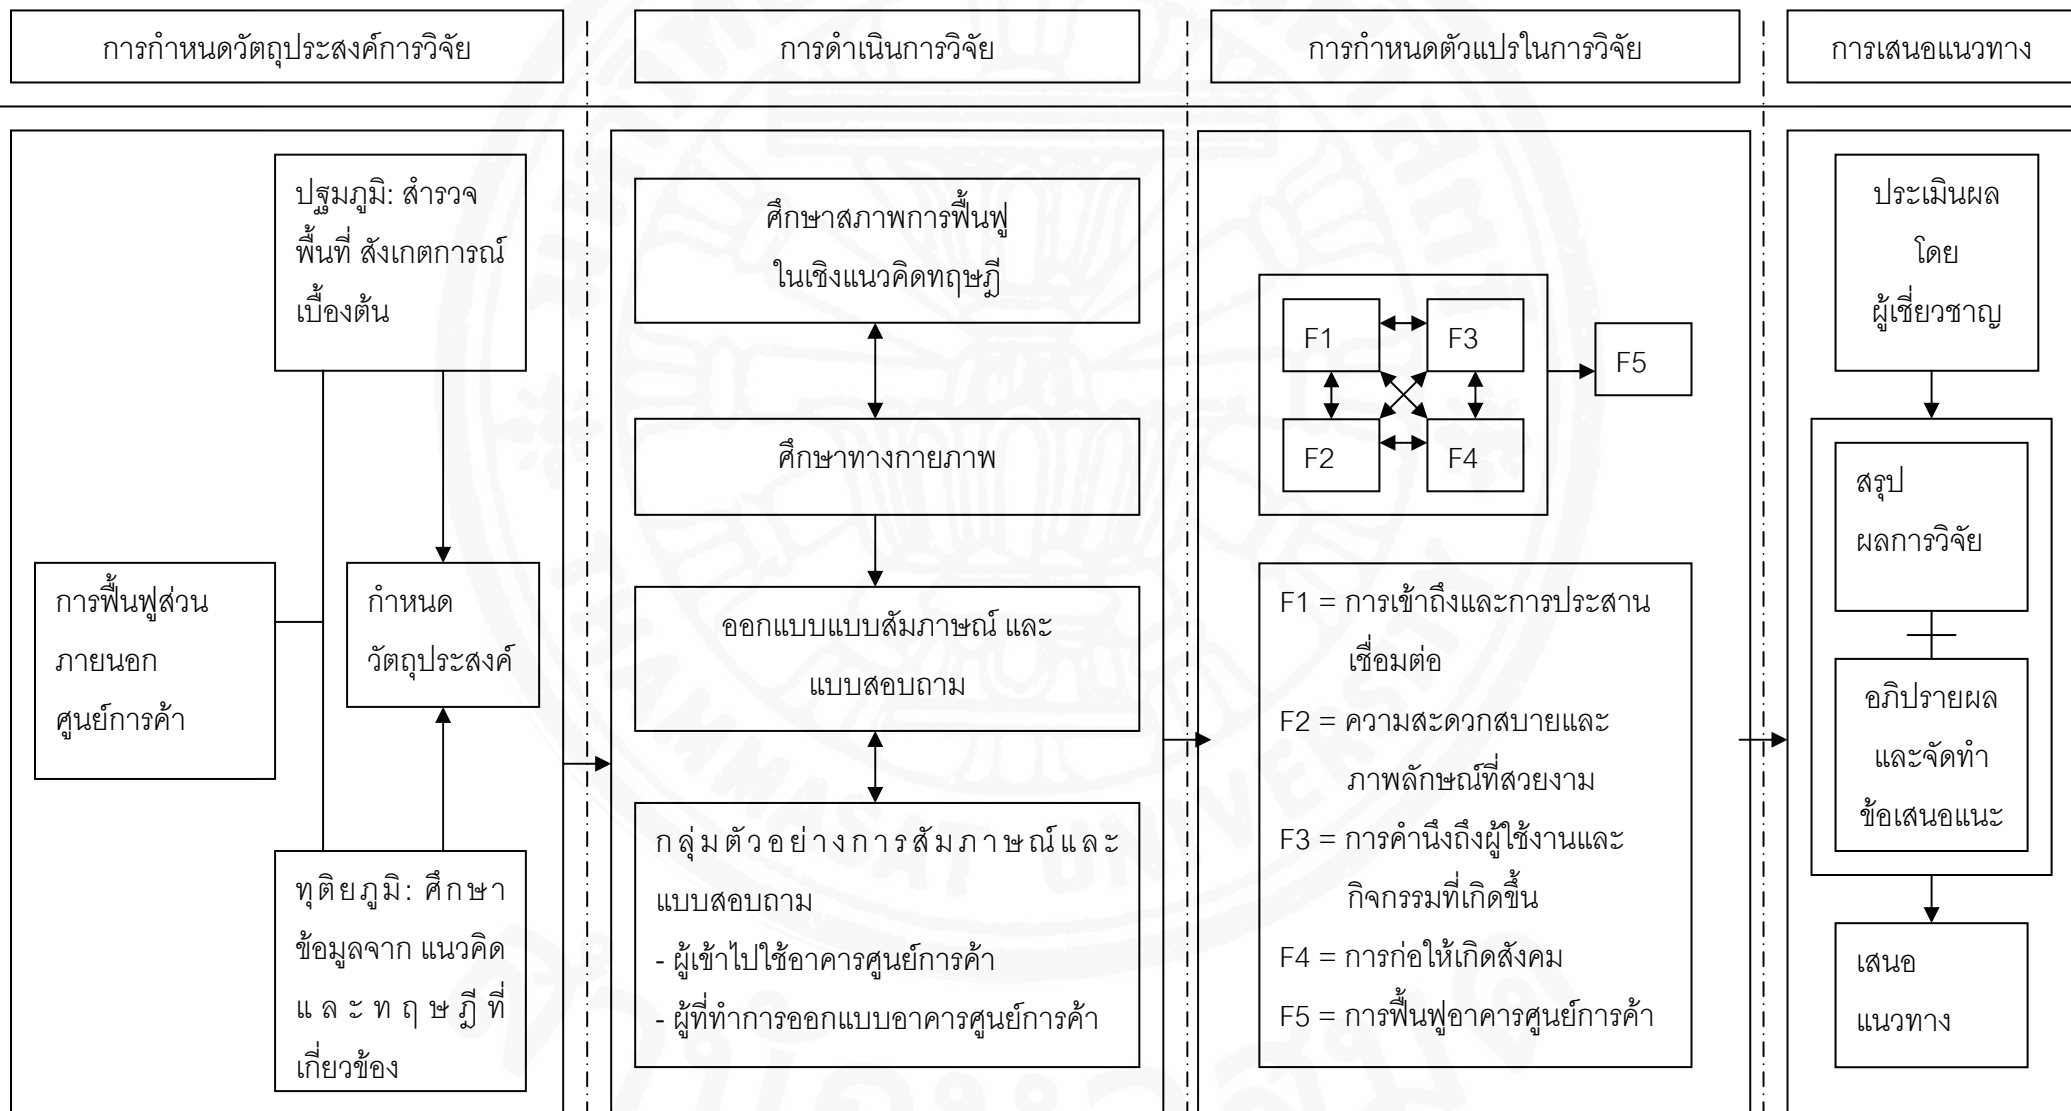 การกำหนดวัตถุประสงค์การวิจัย
การดำเนินการวิจัย
การกำหนดตัวแปรในการวิจัย
การเสนอแนวทาง
ปฐมภูมิ: สำรวจ
พื้นที่ สังเกตการณ์
เบื้องต้น
การฟื้นฟูส่วน
ภายนอก
ศูนย์การค้า
กำหนด
วัตถุประสงค์
ทุติยภูมิ: ศึกษา
ข้อมูลจาก แนวคิด
และทฤษฎีที่
เกี่ยวข้อง
ศึกษาสภาพการฟื้นฟู
ในเชิงแนวคิดทฤษฎี
ศึกษาทางกายภาพ
ออกแบบแบบสัมภาษณ์ และ
แบบสอบถาม
กลุ่มตัวอย่างการสัมภาษณ์และ
แบบสอบถาม
- ผู้เข้าไปใช้อาคารศูนย์การค้า
- ผู้ที่ทำการออกแบบอาคารศูนย์การค้า
F1
F3
F5
F2
F4
F1 = การเข้าถึงและการประสาน
เชื่อมต่อ
F2 = ความสะดวกสบายและ
ภาพลักษณ์ที่สวยงาม
F3 = การคำนึงถึงผู้ใช้งานและ
กิจกรรมที่เกิดขึ้น
F4 = การก่อให้เกิดสังคม
F5 = การฟื้นฟูอาคารศูนย์การค้า
ประเมินผล
โดย
ผู้เชี่ยวชาญ
สรุป
ผลการวิจัย
อภิปรายผล
และจัดทำ
ข้อเสนอแนะ
เสนอ
แนวทาง
THAMMASAT UNIVERSITY
สำนักหอสมุด